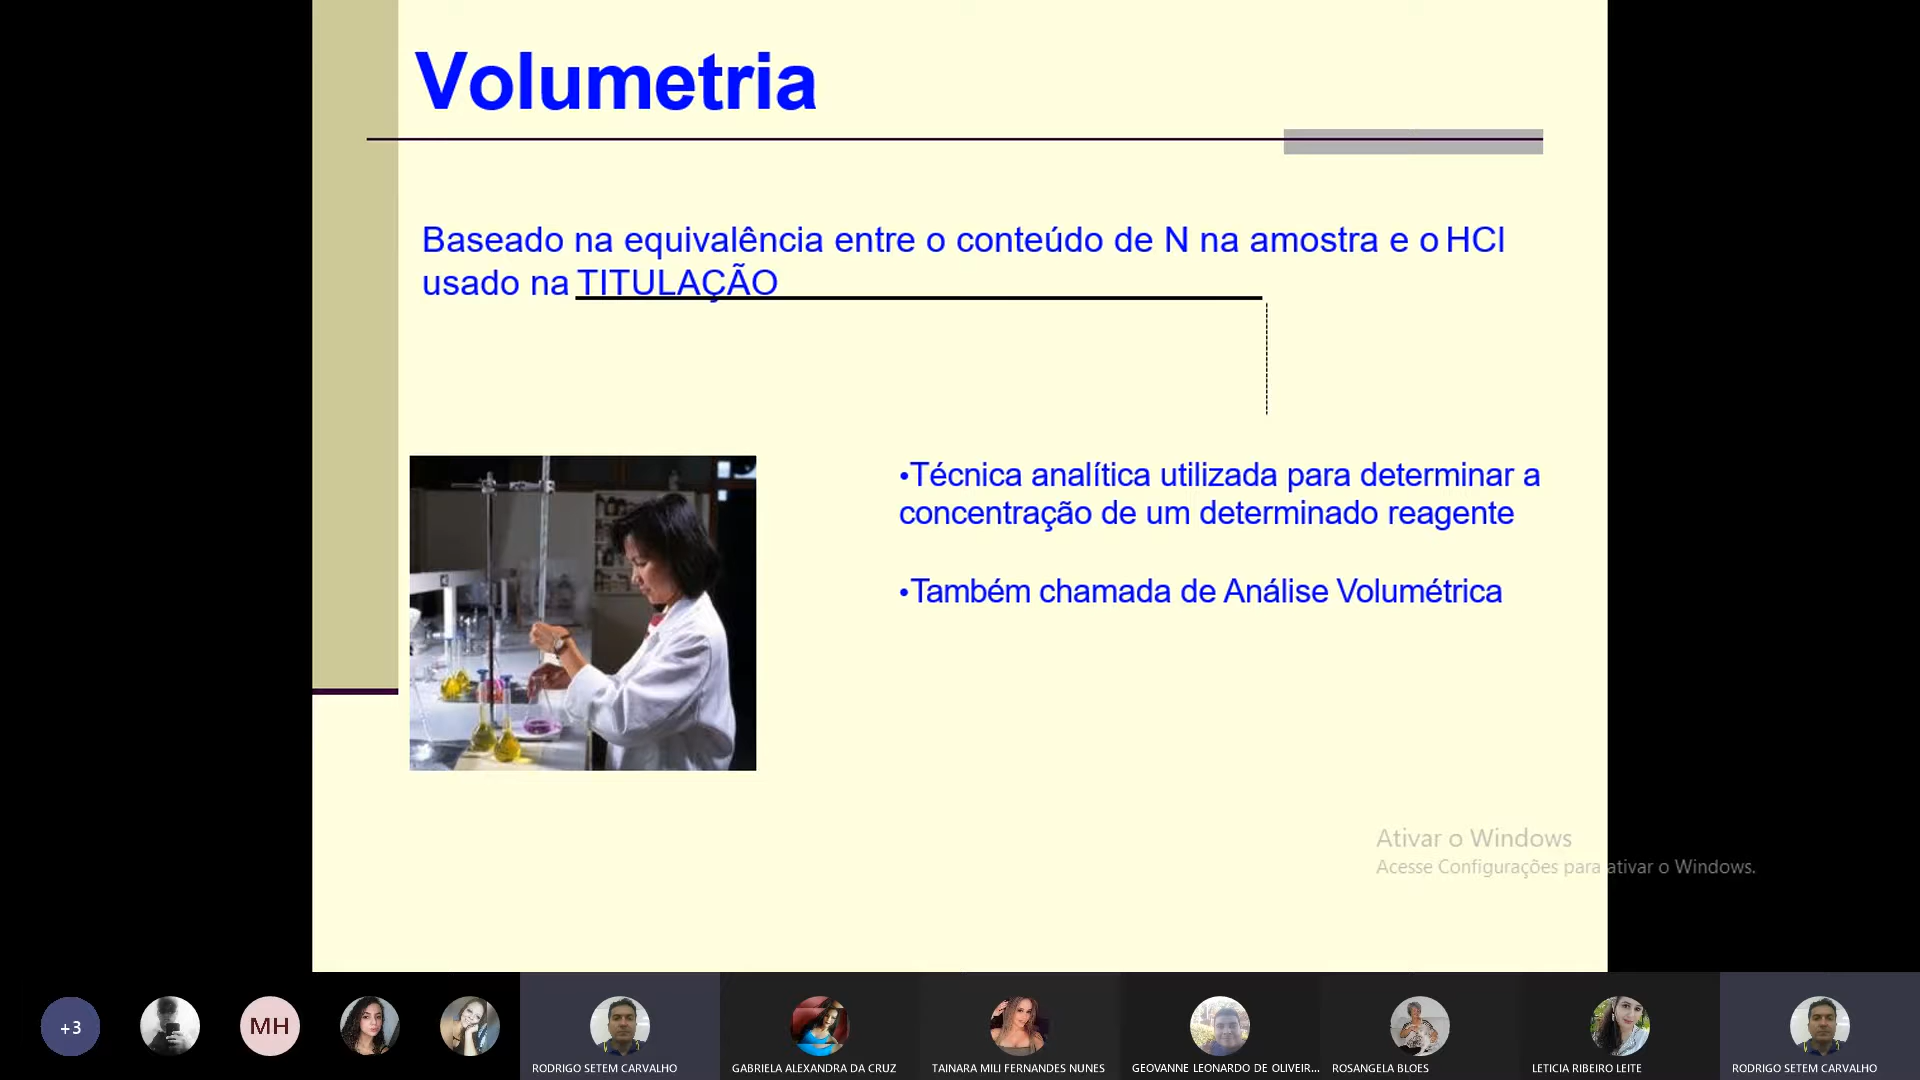 Volumetria
Baseado na equivalência entre o conteúdo de N na amostra e o HCl
usado na TITULAÇÃO
•Técnica analítica utilizada para determinar a
concentração de um determinado reagente
•Também chamada de Análise Volumétrica
Ativar o Windows
Acesse Configurações para ativar o Windows.
+3
MH
RODRIGO SETEM CARVALHO
GABRIELA ALEXANDRA DA CRUZ
TAINARA MILI FERNANDES NUNES
GEOVANNE LEONARDO DE OLIVEIR...
ROSANGELA BLOES
LETICIA RIBEIRO LEITE
RODRIGO SETEM CARVALHO